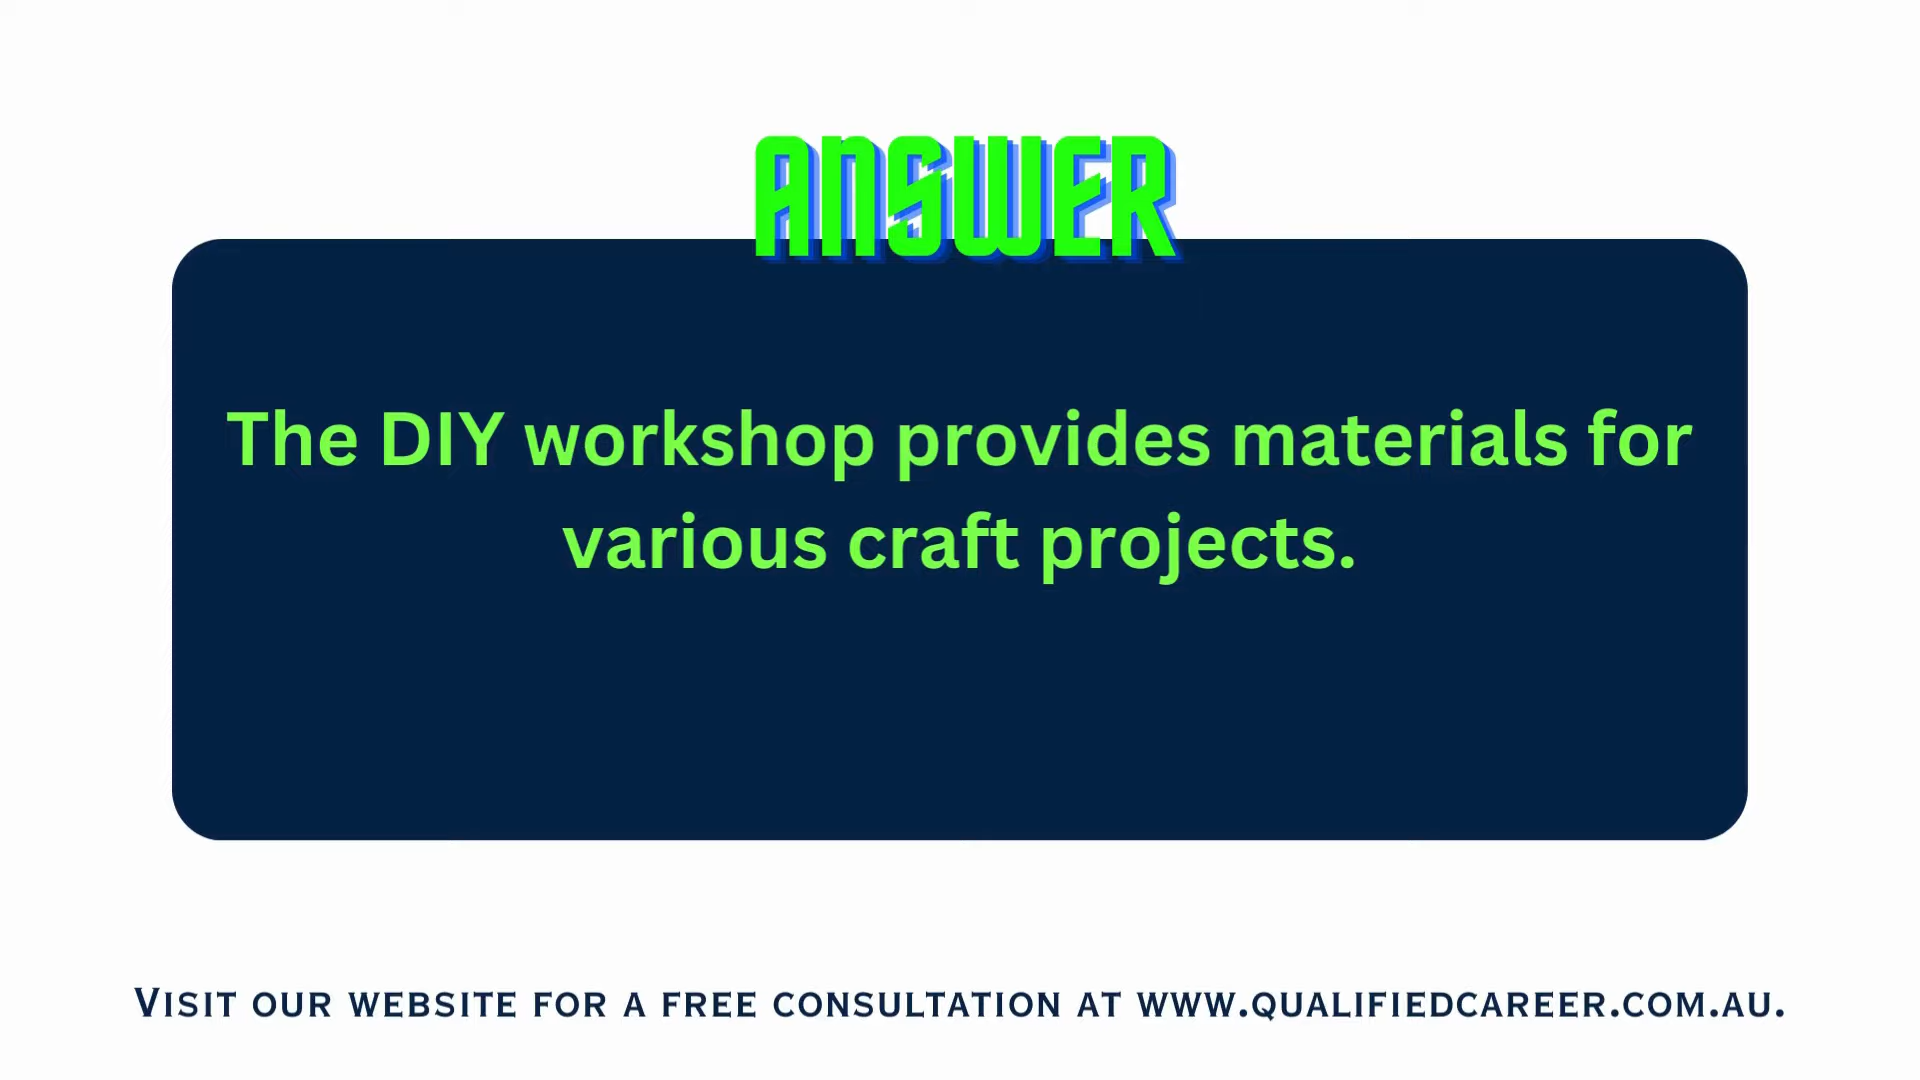 ANSWER
The DIY workshop provides materials for
various craft projects.
Visit our website for a free consultation at www.qualifiedcareer.com.au.